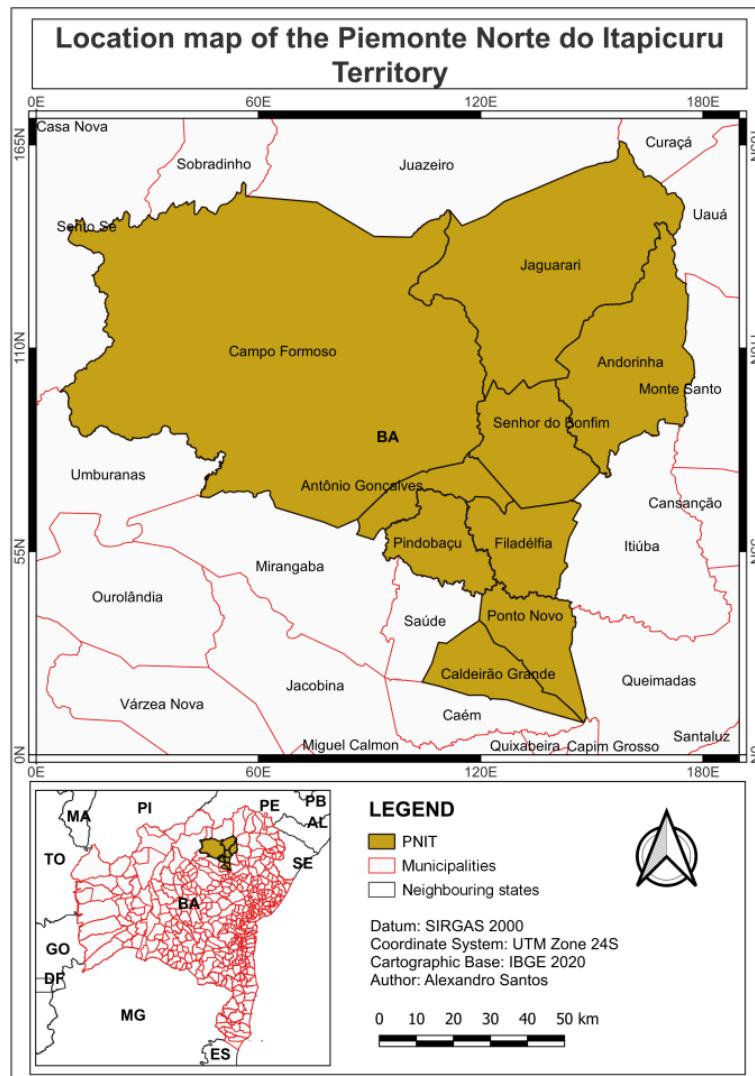 Location map of the Piemonte Norte do Itapicuru
Territory
0E 60E 120E 180E
Casa Nova
Curaçá
165N
Sobradinho
Juazeiro
Sento Sé
Uauá
Jaguarari
110N
Campo Formoso
Andorinha
Monte Santo
Senhor do Bonfim
BA
Umburanas
Antônio Gonçalves
Cansanção
Pindobaçu
Filadélfia
Itiúba
55N
Mirangaba
Ourolândia
Ponto Novo
Saúde
Caldeirão Grande
Queimadas
Jacobina
Várzea Nova
Caém
Santaluz
Miguel Calmon
Quixabeira
Capim Grosso
0N
0E 60E 120E 180E
MA
PI
PE
PB
AL
TO
SE
BA
GO
DF
MG
ES
LEGEND
PNIT
Municipalities
Neighbouring states
Datum: SIRGAS 2000
Coordinate System: UTM Zone 24S
Cartographic Base: IBGE 2020
Author: Alexandro Santos
0 10 20 30 40 50 km